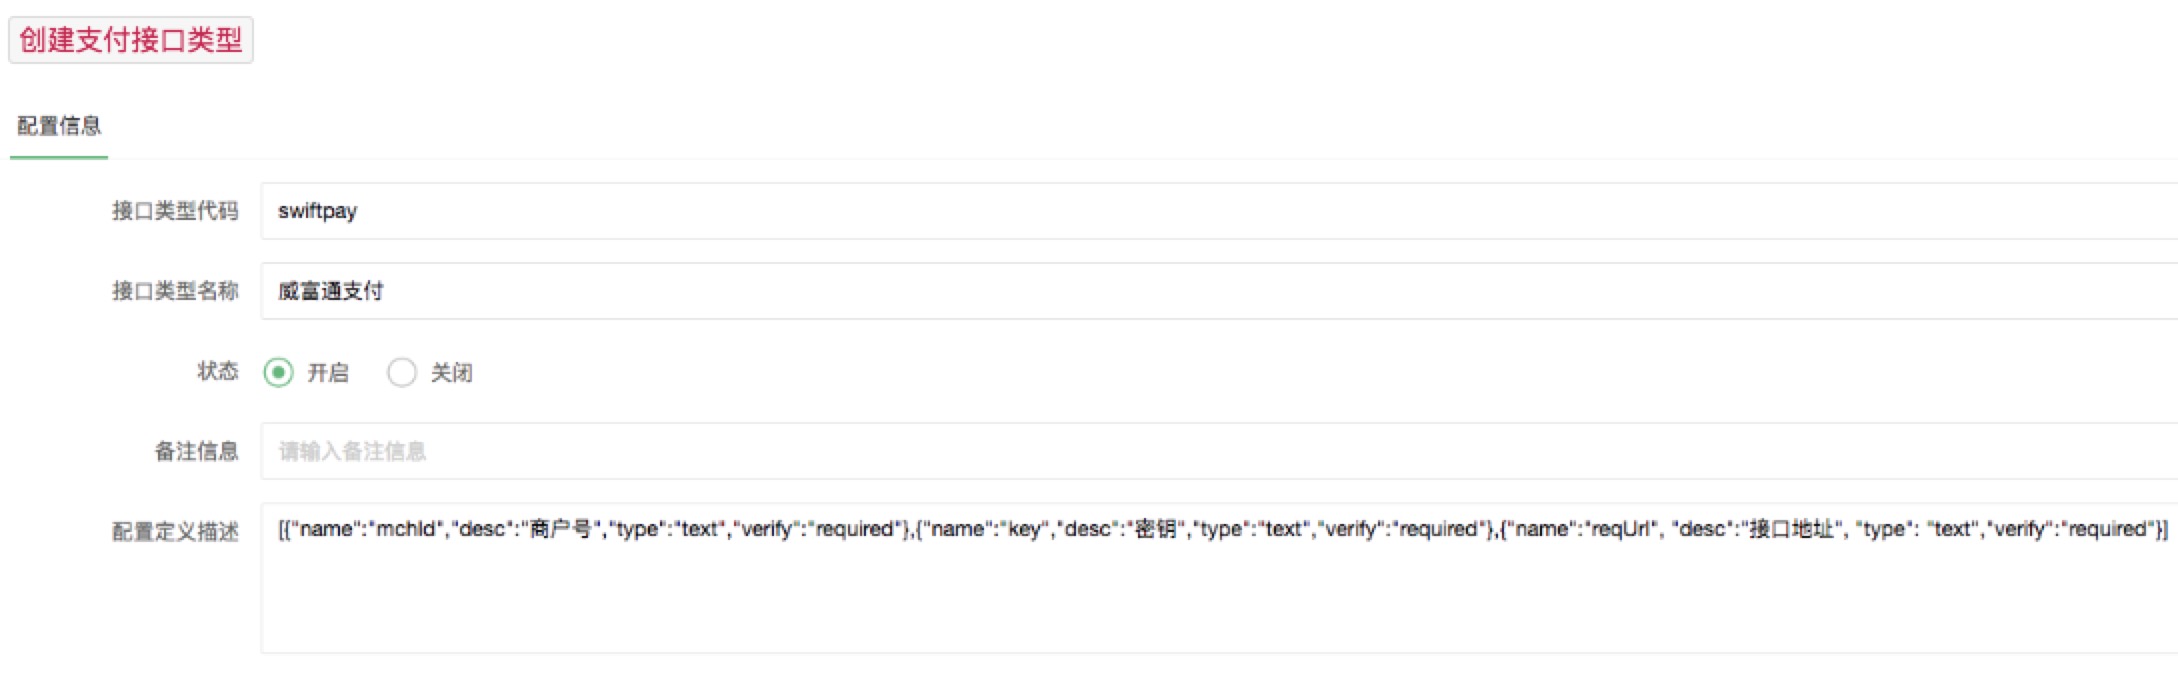 创建支付接口类型
配置信息
接口类型代码 swiftpay
接口类型名称 威富通支付
状态 开启 关闭
备注信息 请输入备注信息
配置定义描述 [{"name":"mchId","desc":"商户号","type":"text","verify":"required"},{"name":"key","desc":"密钥","type":"text","verify":"required"},{"name":"reqUrl", "desc":"接口地址", "type": "text","verify":"required"}]